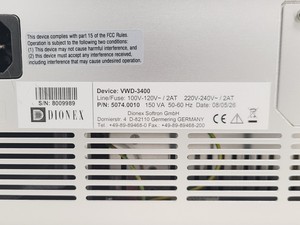 This device complies with part 15 of the FCC Rules.
Operation is subject to the following two conditions:
(1) this device may not cause harmful interference, and
(2) this device must accept any interference received,
including interference that may cause undesired
operation.
S/N: 8009989
DIONEX
Device: VWD-3400
Line/Fuse: 100V-120V~ / 2AT 220V-240V~ / 2AT
P/N: 5074.0010 150 VA 50-60 Hz Date: 08/05/26
Dionex Softron GmbH
Dornierstr. 4 D-82110 Germering GERMANY
Tel.: +49-89-89468-0 Fax.: +49-89-89468-200